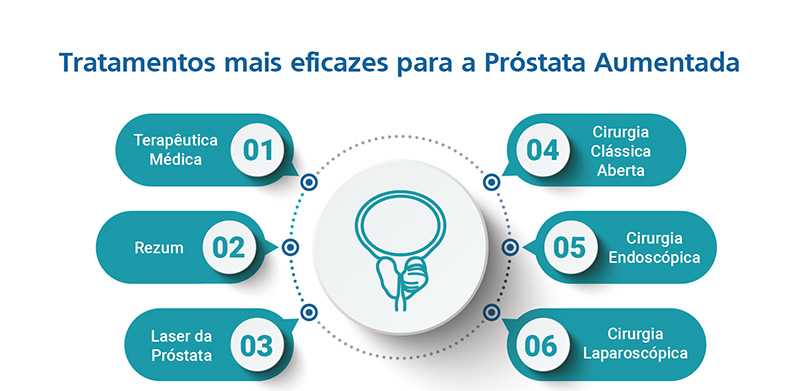 Tratamentos mais eficazes para a Próstata Aumentada
Terapêutica
Médica
01
Rezum
02
Laser da
Próstata
03
04
Cirurgia
Clássica
Aberta
05
Cirurgia
Endoscópica
06
Cirurgia
Laparoscópica